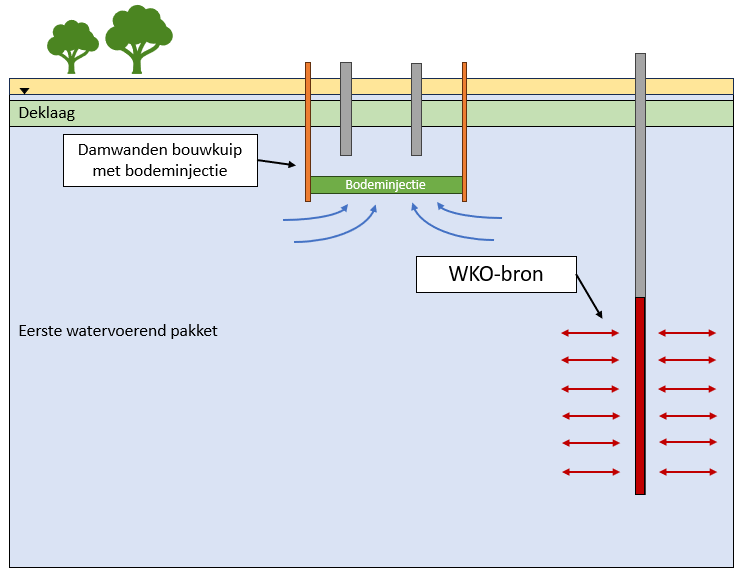 Deklaag
Damwanden bouwkuip
met bodeminjectie
Bodeminjectie
WKO-bron
Eerste watervoerend pakket